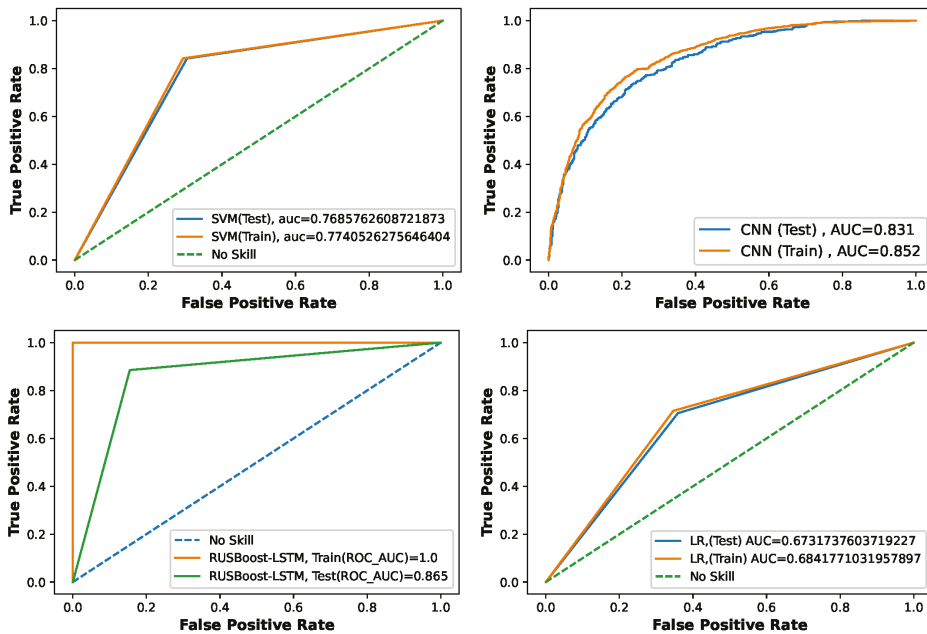 1.0
0.8
0.6
0.4
0.2
0.0
True Positive Rate
SVM(Test), auc=0.7685762608721873
SVM(Train), auc=0.7740526275646404
No Skill
0.0 0.2 0.4 0.6 0.8 1.0
False Positive Rate
1.0
0.8
0.6
0.4
0.2
0.0
True Positive Rate
CNN (Test) , AUC=0.831
CNN (Train) , AUC=0.852
0.0 0.2 0.4 0.6 0.8 1.0
False Positive Rate
1.0
0.8
0.6
0.4
0.2
0.0
True Positive Rate
No Skill
RUSBoost-LSTM, Train(ROC_AUC)=1.0
RUSBoost-LSTM, Test(ROC_AUC)=0.865
0.0 0.2 0.4 0.6 0.8 1.0
False Positive Rate
1.0
0.8
0.6
0.4
0.2
0.0
True Positive Rate
LR,(Test) AUC=0.6731737603719227
LR,(Train) AUC=0.6841771031957897
No Skill
0.0 0.2 0.4 0.6 0.8 1.0
False Positive Rate